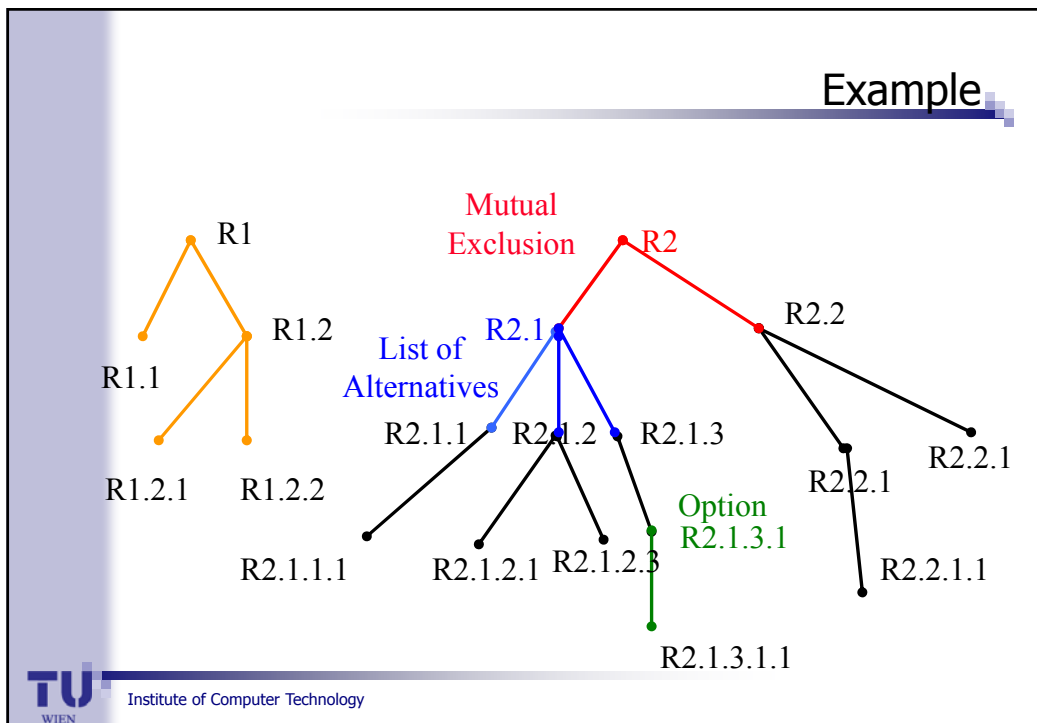 Example
Mutual
Exclusion
R1
R2
R1.1
R1.2
R2.1
R2.2
List of
Alternatives
R1.2.1
R1.2.2
R2.1.1
R2.1.2
R2.1.3
R2.2.1
R2.2.1
Option
R2.1.3.1
R2.1.1.1
R2.1.2.1
R2.1.2.3
R2.2.1.1
R2.1.3.1.1
TU
WIEN
Institute of Computer Technology